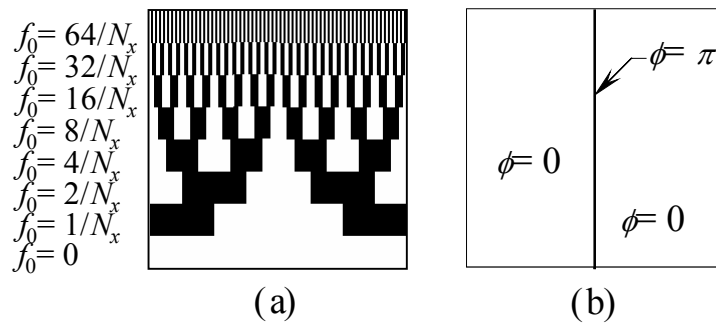 f₀= 64/Nₓ
f₀= 32/Nₓ
f₀= 16/Nₓ
f₀= 8/Nₓ
f₀= 4/Nₓ
f₀= 2/Nₓ
f₀= 1/Nₓ
f₀= 0
(a)
ϕ= π
ϕ= 0
ϕ= 0
(b)